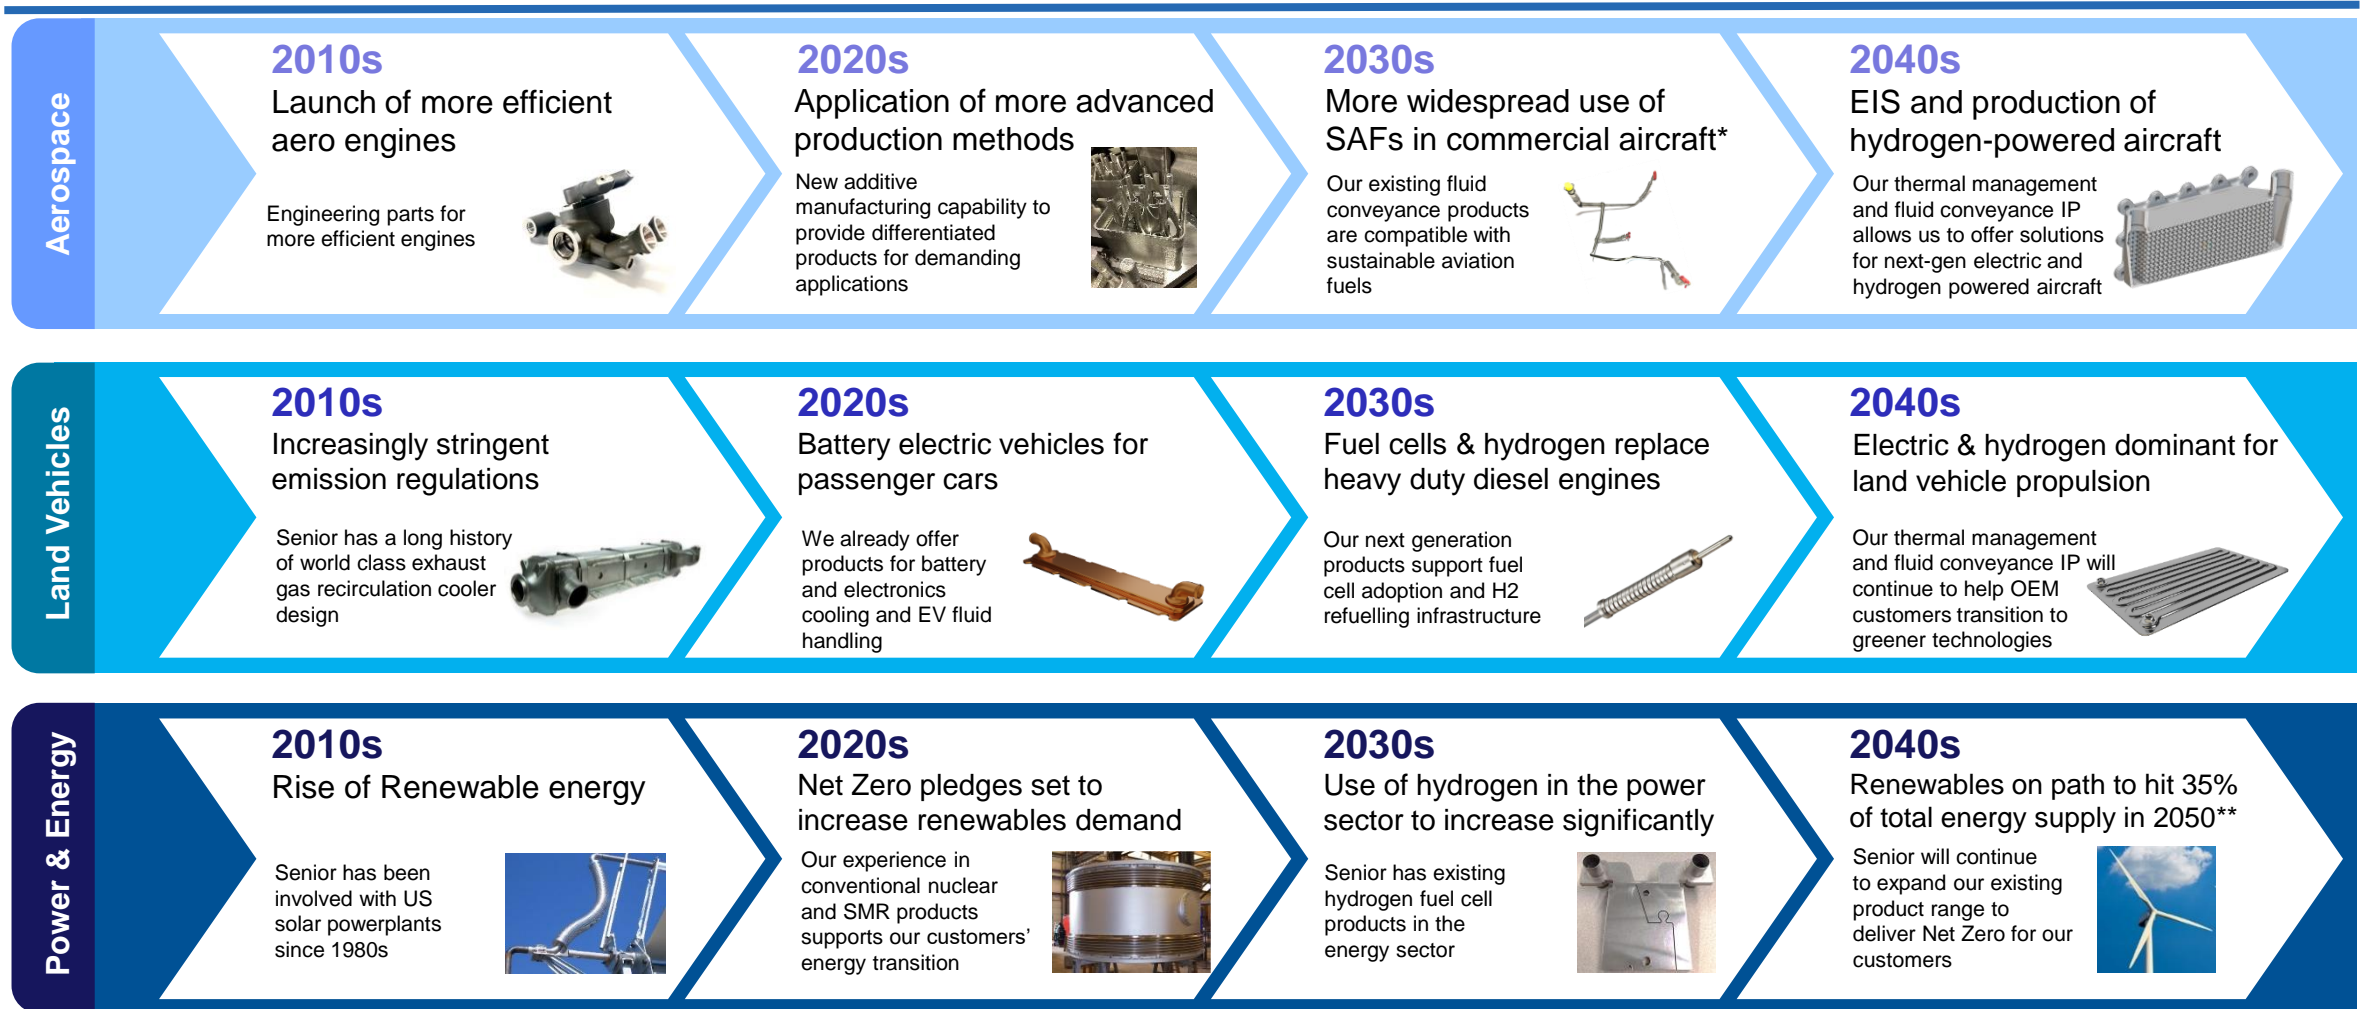 Aerospace
2010s
Launch of more efficient
aero engines
Engineering parts for
more efficient engines
2020s
Application of more advanced
production methods
New additive
manufacturing capability to
provide differentiated
products for demanding
applications
2030s
More widespread use of
SAFs in commercial aircraft*
Our existing fluid
conveyance products
are compatible with
sustainable aviation
fuels
2040s
EIS and production of
hydrogen-powered aircraft
Our thermal management
and fluid conveyance IP
allows us to offer solutions
for next-gen electric and
hydrogen powered aircraft
Land Vehicles
2010s
Increasingly stringent
emission regulations
Senior has a long history
of world class exhaust
gas recirculation cooler
design
2020s
Battery electric vehicles for
passenger cars
We already offer
products for battery
and electronics
cooling and EV fluid
handling
2030s
Fuel cells & hydrogen replace
heavy duty diesel engines
Our next generation
products support fuel
cell adoption and H2
refuelling infrastructure
2040s
Electric & hydrogen dominant for
land vehicle propulsion
Our thermal management
and fluid conveyance IP will
continue to help OEM
customers transition to
greener technologies
Power & Energy
2010s
Rise of Renewable energy
Senior has been
involved with US
solar powerplants
since 1980s
2020s
Net Zero pledges set to
increase renewables demand
Our experience in
conventional nuclear
and SMR products
supports our customers’
energy transition
2030s
Use of hydrogen in the power
sector to increase significantly
Senior has existing
hydrogen fuel cell
products in the
energy sector
2040s
Renewables on path to hit 35%
of total energy supply in 2050**
Senior will continue
to expand our existing
product range to
deliver Net Zero for our
customers